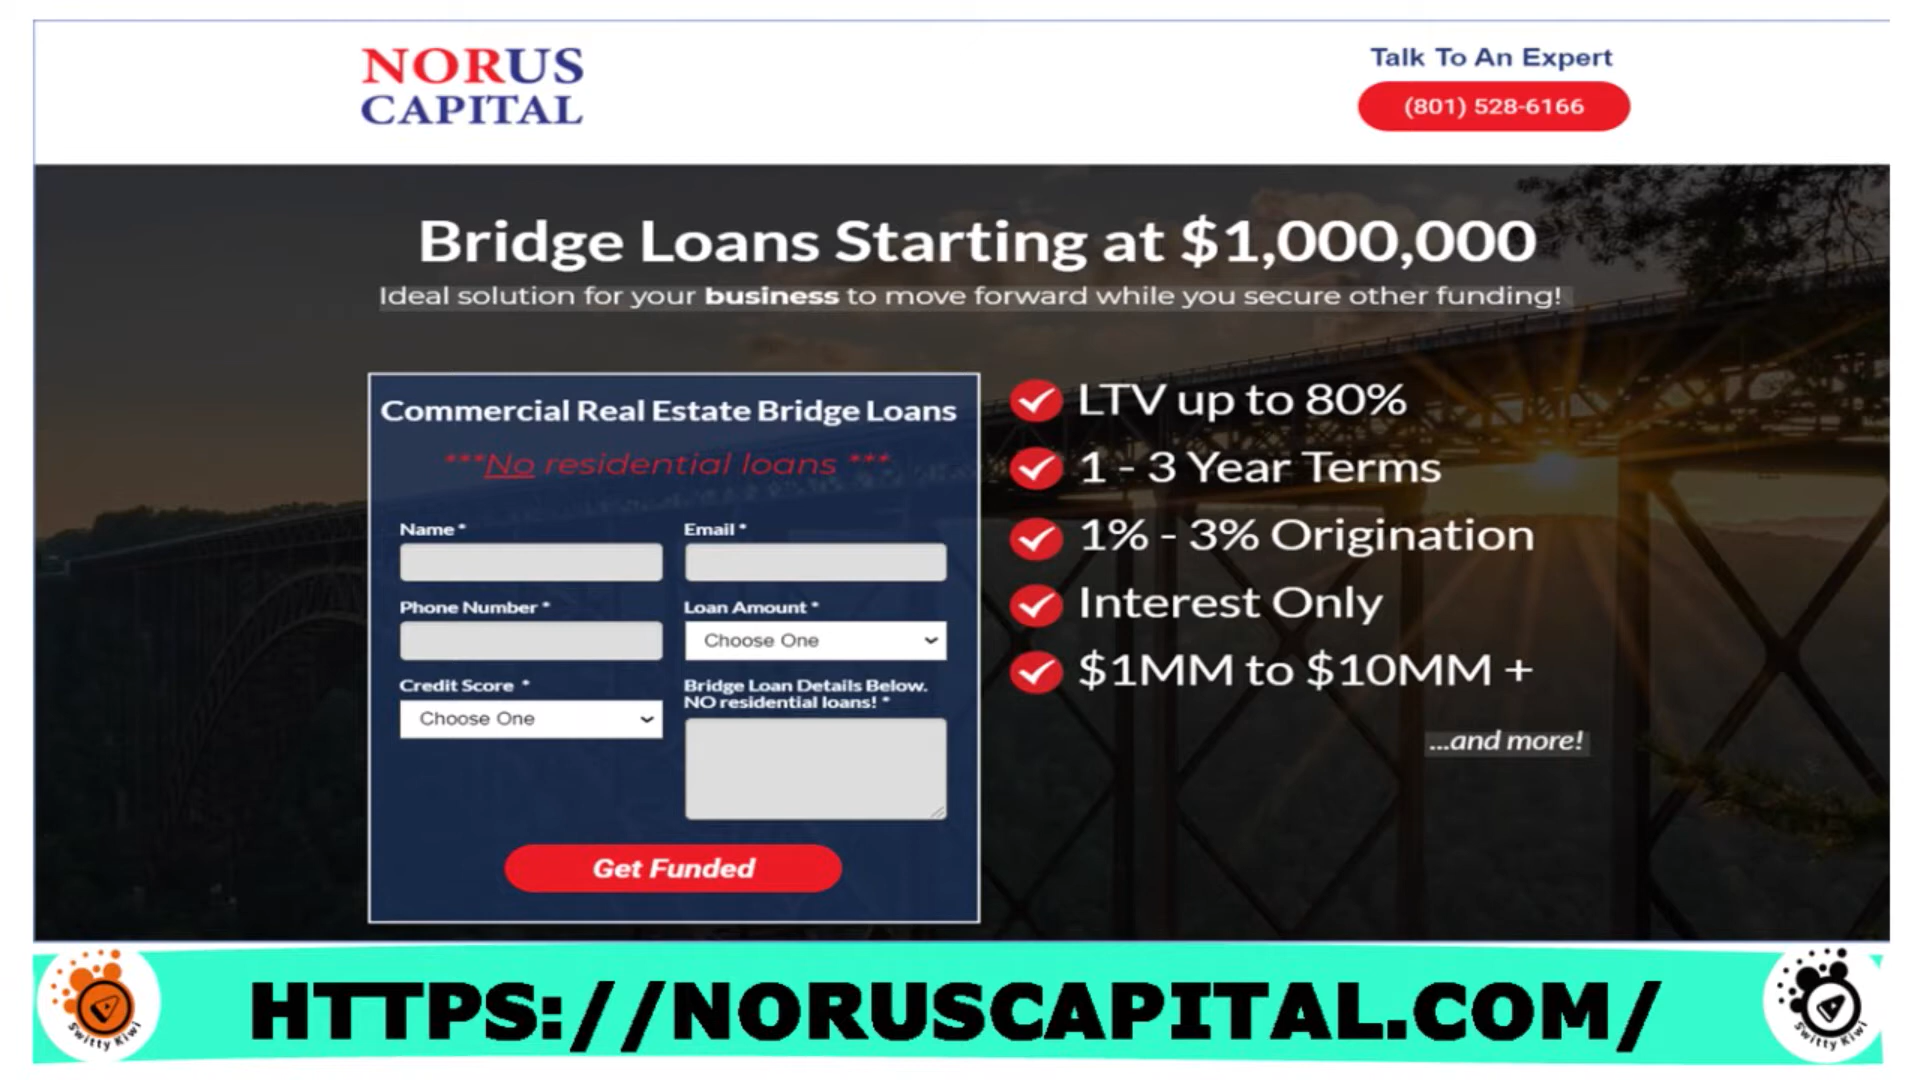 NORUS
CAPITAL
Talk To An Expert
(801) 528-6166
Bridge Loans Starting at $1,000,000
Ideal solution for your business to move forward while you secure other funding!
Commercial Real Estate Bridge Loans
***No residential loans ***
Name *
Email *
Phone Number *
Loan Amount *
Choose One
Credit Score *
Choose One
Bridge Loan Details Below.
NO residential loans! *
Get Funded
LTV up to 80%
1 - 3 Year Terms
1% - 3% Origination
Interest Only
$1MM to $10MM +
...and more!
Switty Kiwi
HTTPS://NORUSCAPITAL.COM/
Switty Kiwi